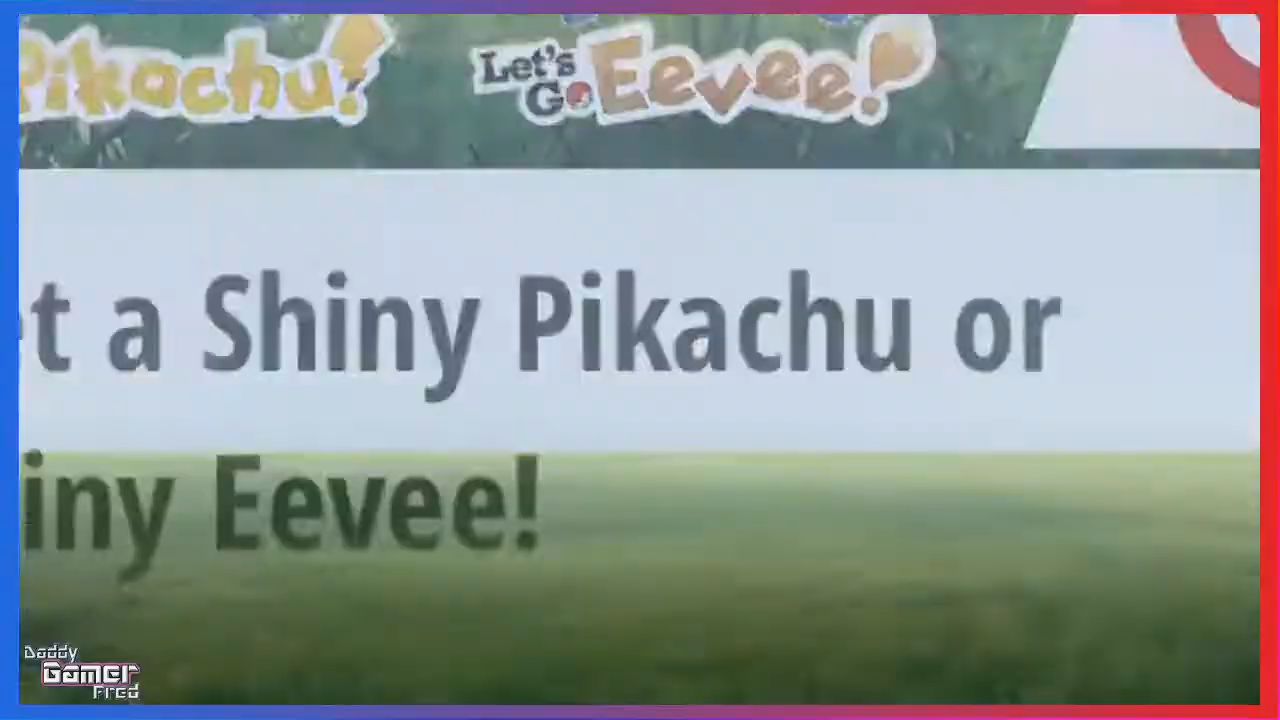 Pikachu!
Let's
Go Eevee!
t a Shiny Pikachu or
iny Eevee!
Daddy
Gamer
Fred